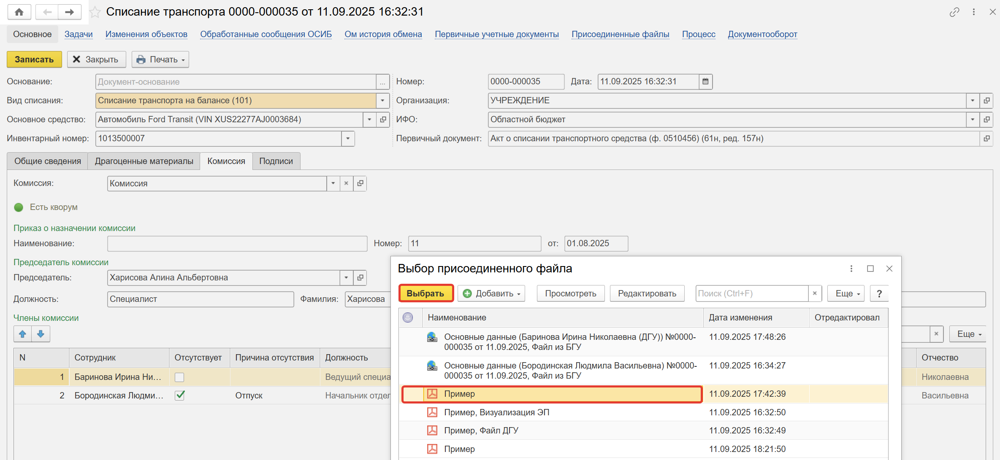 Списание транспорта 0000-000035 от 11.09.2025 16:32:31
Основное Задачи Изменения объектов Обработанные сообщения ОСИБ Ом история обмена Первичные учетные документы Присоединенные файлы Процесс Документооборот
Записать Закрыть Печать
Основание: Документ-основание ... Номер: 0000-000035 Дата: 11.09.2025 16:32:31
Вид списания: Списание транспорта на балансе (101) Организация: УЧРЕЖДЕНИЕ
Основное средство: Автомобиль Ford Transit (VIN XUS22277AJ0003684) ИФО: Областной бюджет
Инвентарный номер: 1013500007 Первичный документ: Акт о списании транспортного средства (ф. 0510456) (61н, ред. 157н)
Общие сведения Драгоценные материалы Комиссия Подписи
Комиссия: Комиссия
Есть кворум
Приказ о назначении комиссии
Наименование: Номер: 11 от: 01.08.2025
Председатель комиссии
Председатель: Харисова Алина Альбертовна
Должность: Специалист Фамилия: Харисова
Члены комиссии
Еще
N Сотрудник Отсутствует Причина отсутствия Должность Отчество
1 Баринова Ирина Ни... Ведущий специа Николаевна
2 Бородинская Людми... Отпуск Начальник отдел Васильевна
Выбор присоединенного файла
Выбрать Добавить Просмотреть Редактировать Поиск (Ctrl+F) × Еще ?
Наименование Дата изменения Отредактировал
Основные данные (Баринова Ирина Николаевна (ДГУ)) №0000- 11.09.2025 17:48:26
000035 от 11.09.2025, Файл из БГУ
Основные данные (Бородинская Людмила Васильевна) №0000- 11.09.2025 16:34:27
000035 от 11.09.2025, Файл из БГУ
Пример 11.09.2025 17:42:39
Пример, Визуализация ЭП 11.09.2025 16:32:50
Пример, Файл ДГУ 11.09.2025 16:32:49
Пример 11.09.2025 18:21:50